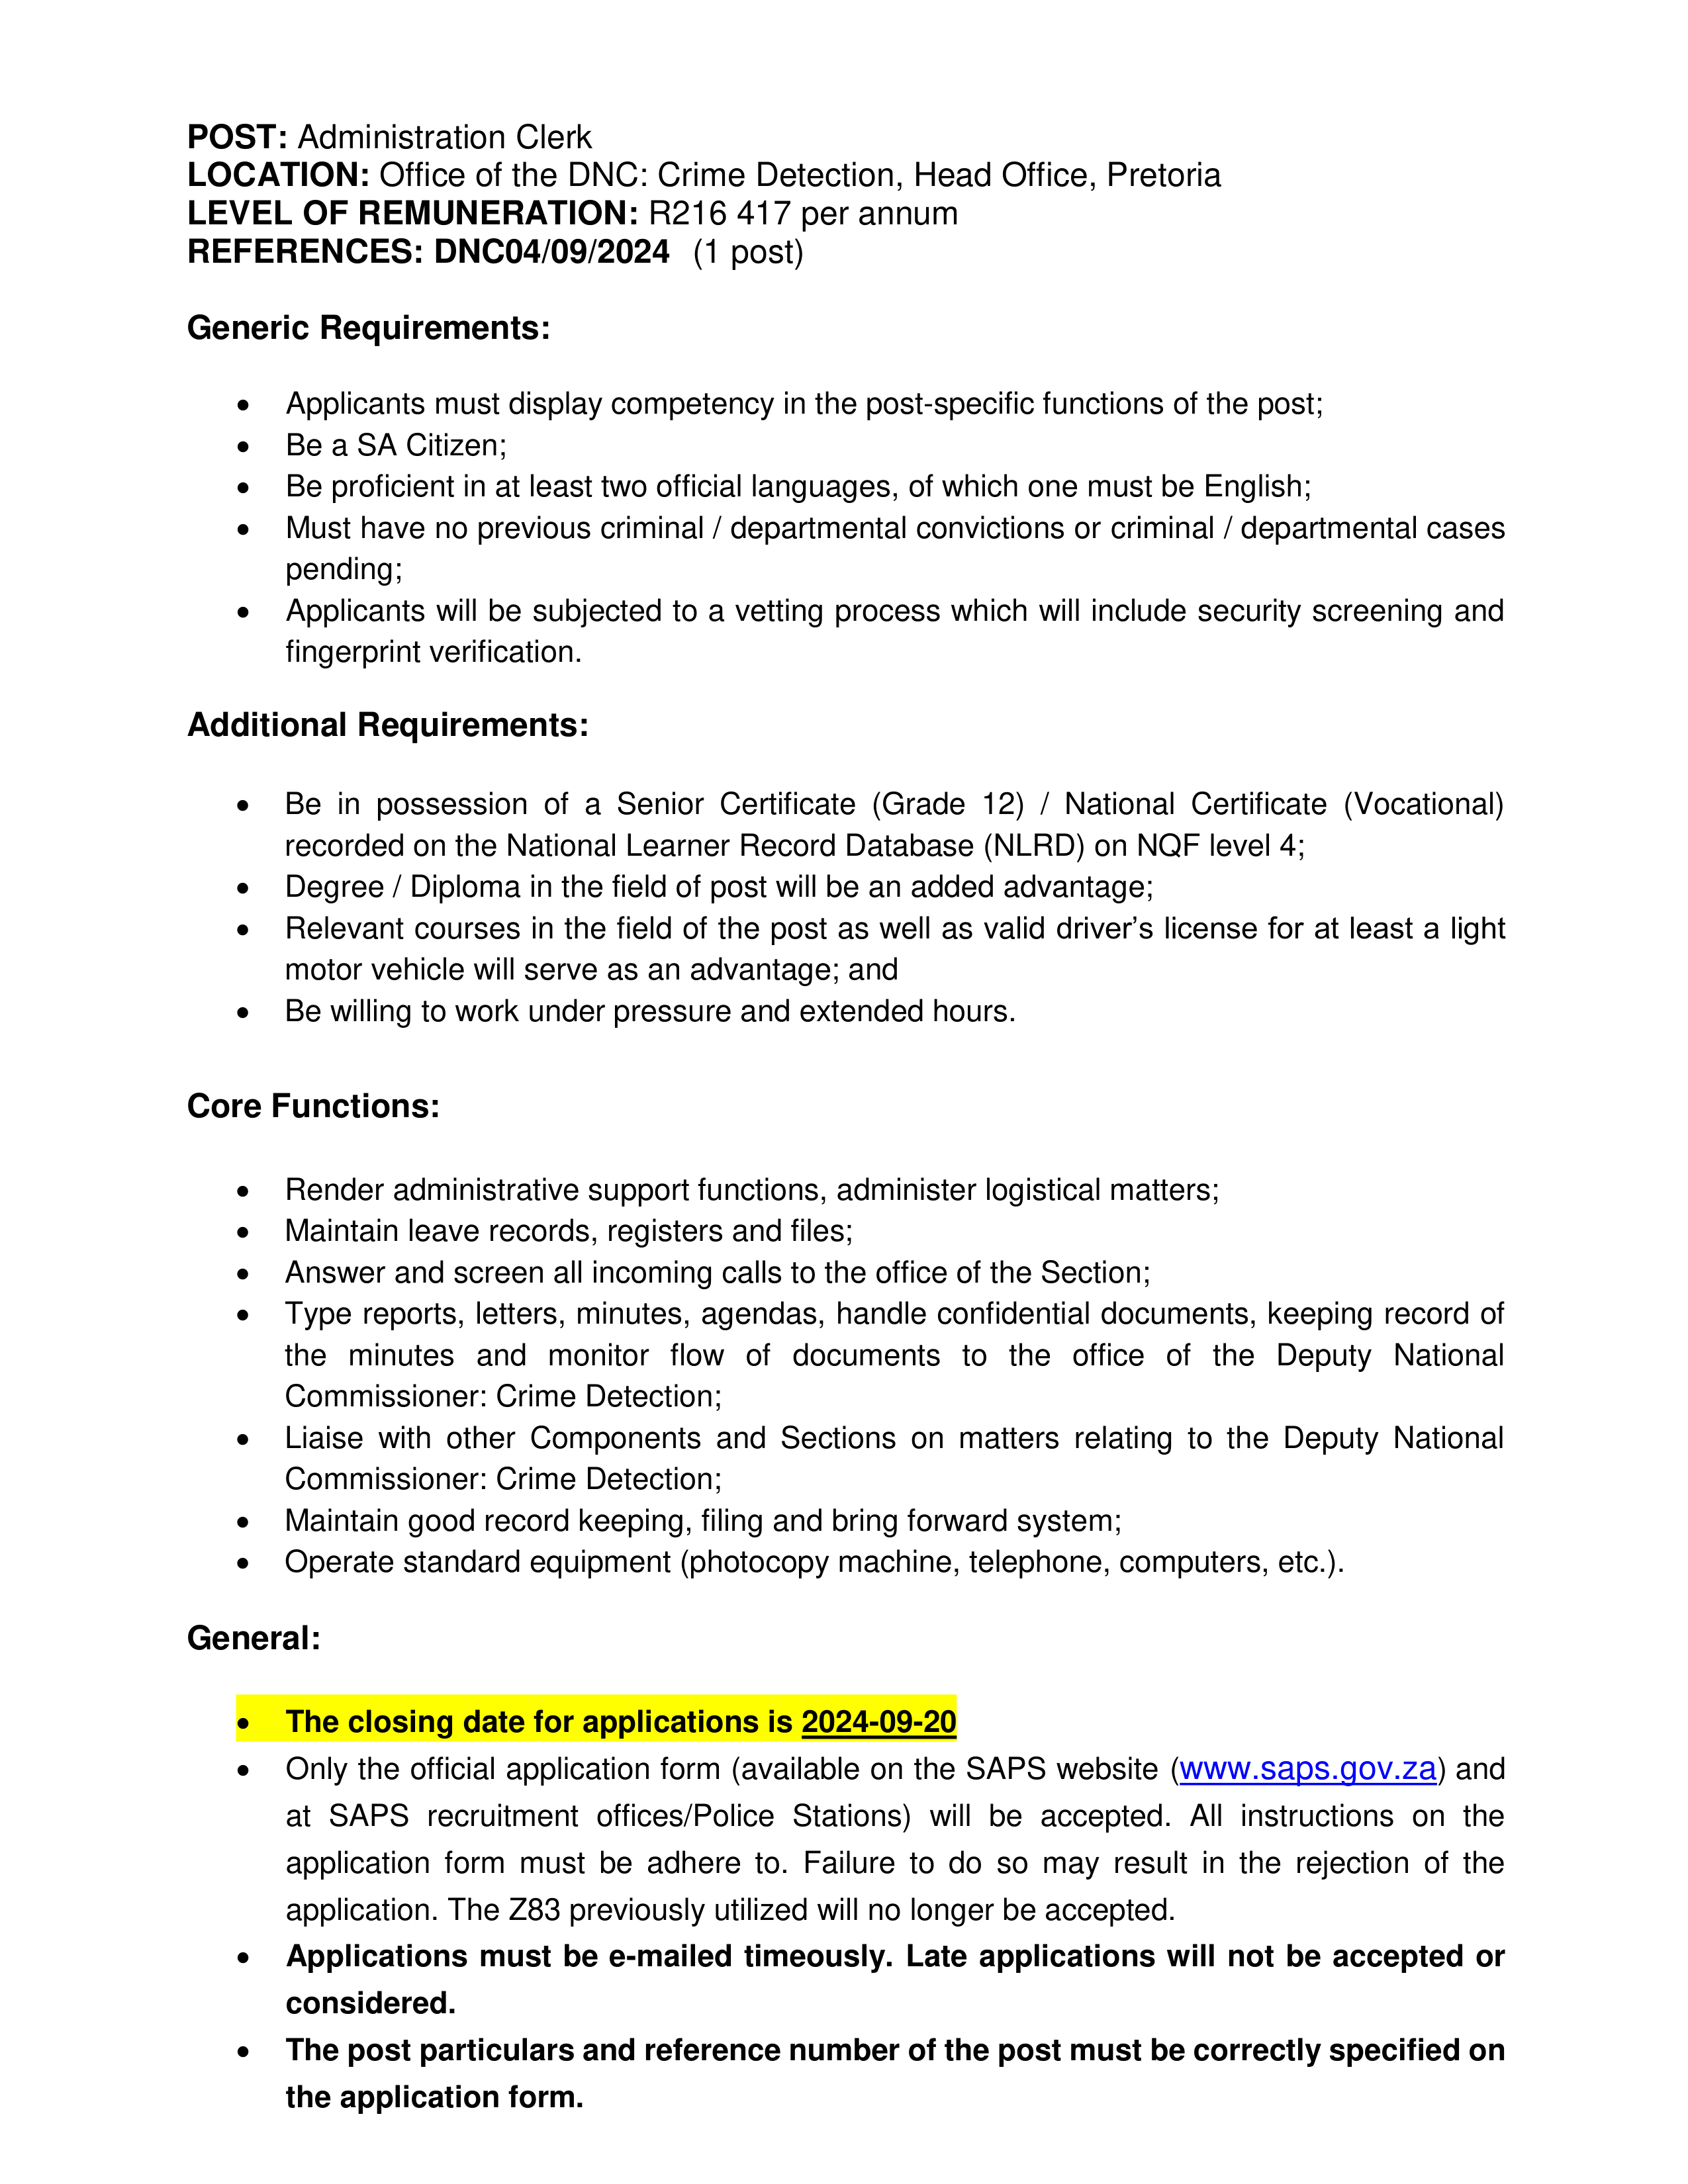 POST: Administration Clerk
LOCATION: Office of the DNC: Crime Detection, Head Office, Pretoria
LEVEL OF REMUNERATION: R216 417 per annum
REFERENCES: DNC04/09/2024 (1 post)
Generic Requirements:
• Applicants must display competency in the post-specific functions of the post;
• Be a SA Citizen;
• Be proficient in at least two official languages, of which one must be English;
• Must have no previous criminal / departmental convictions or criminal / departmental cases
pending;
• Applicants will be subjected to a vetting process which will include security screening and
fingerprint verification.
Additional Requirements:
• Be in possession of a Senior Certificate (Grade 12) / National Certificate (Vocational)
recorded on the National Learner Record Database (NLRD) on NQF level 4;
• Degree / Diploma in the field of post will be an added advantage;
• Relevant courses in the field of the post as well as valid driver’s license for at least a light
motor vehicle will serve as an advantage; and
• Be willing to work under pressure and extended hours.
Core Functions:
• Render administrative support functions, administer logistical matters;
• Maintain leave records, registers and files;
• Answer and screen all incoming calls to the office of the Section;
• Type reports, letters, minutes, agendas, handle confidential documents, keeping record of
the minutes and monitor flow of documents to the office of the Deputy National
Commissioner: Crime Detection;
• Liaise with other Components and Sections on matters relating to the Deputy National
Commissioner: Crime Detection;
• Maintain good record keeping, filing and bring forward system;
• Operate standard equipment (photocopy machine, telephone, computers, etc.).
General:
• The closing date for applications is 2024-09-20
• Only the official application form (available on the SAPS website (www.saps.gov.za) and
at SAPS recruitment offices/Police Stations) will be accepted. All instructions on the
application form must be adhere to. Failure to do so may result in the rejection of the
application. The Z83 previously utilized will no longer be accepted.
• Applications must be e-mailed timeously. Late applications will not be accepted or
considered.
• The post particulars and reference number of the post must be correctly specified on
the application form.